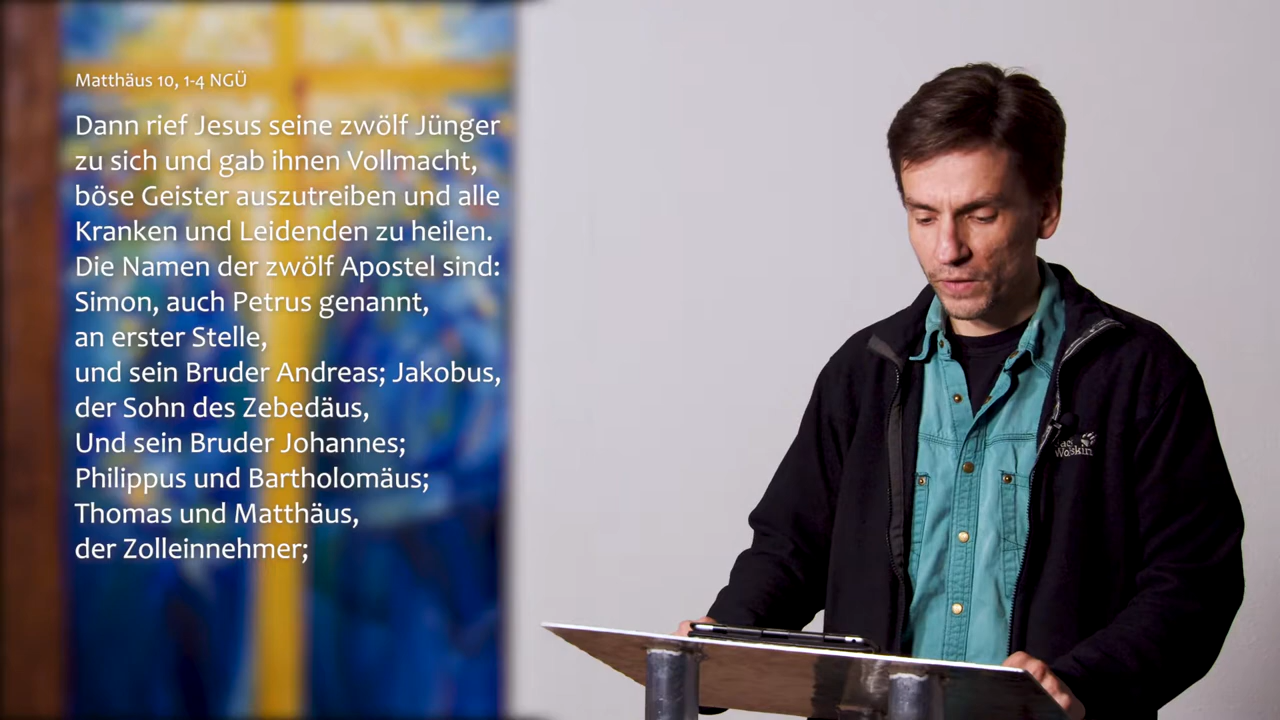 Matthäus 10, 1-4 NGÜ
Dann rief Jesus seine zwölf Jünger
zu sich und gab ihnen Vollmacht,
böse Geister auszutreiben und alle
Kranken und Leidenden zu heilen.
Die Namen der zwölf Apostel sind:
Simon, auch Petrus genannt,
an erster Stelle,
und sein Bruder Andreas; Jakobus,
der Sohn des Zebedäus,
Und sein Bruder Johannes;
Philippus und Bartholomäus;
Thomas und Matthäus,
der Zolleinnehmer;
Jack
Wolfskin